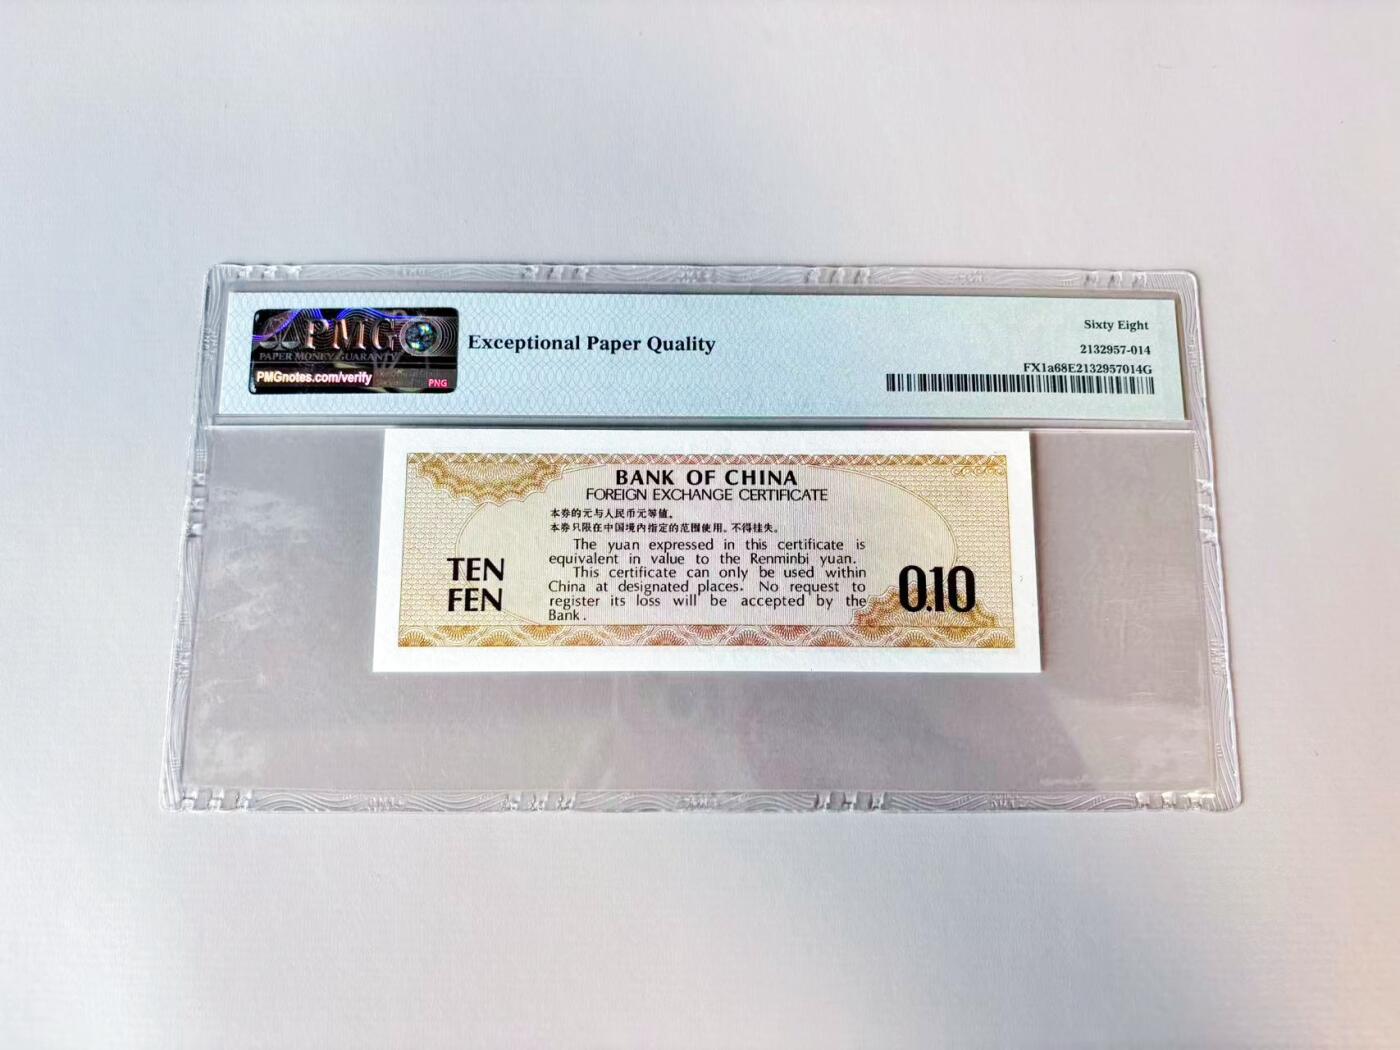 PMG
PAPER MONEY GUARANTY
PMGnotes.com/verify
PNG
Exceptional Paper Quality
Sixty Eight
2132957-014
FX1a68E2132957014G
BANK OF CHINA
FOREIGN EXCHANGE CERTIFICATE
本券的元与人民币元等值。
本券只限在中国境内指定的范围使用。不得挂失。
The yuan expressed in this certificate is
equivalent in value to the Renminbi yuan.
This certificate can only be used within
China at designated places. No request to
register its loss will be accepted by the
Bank.
TEN
FEN
0.10